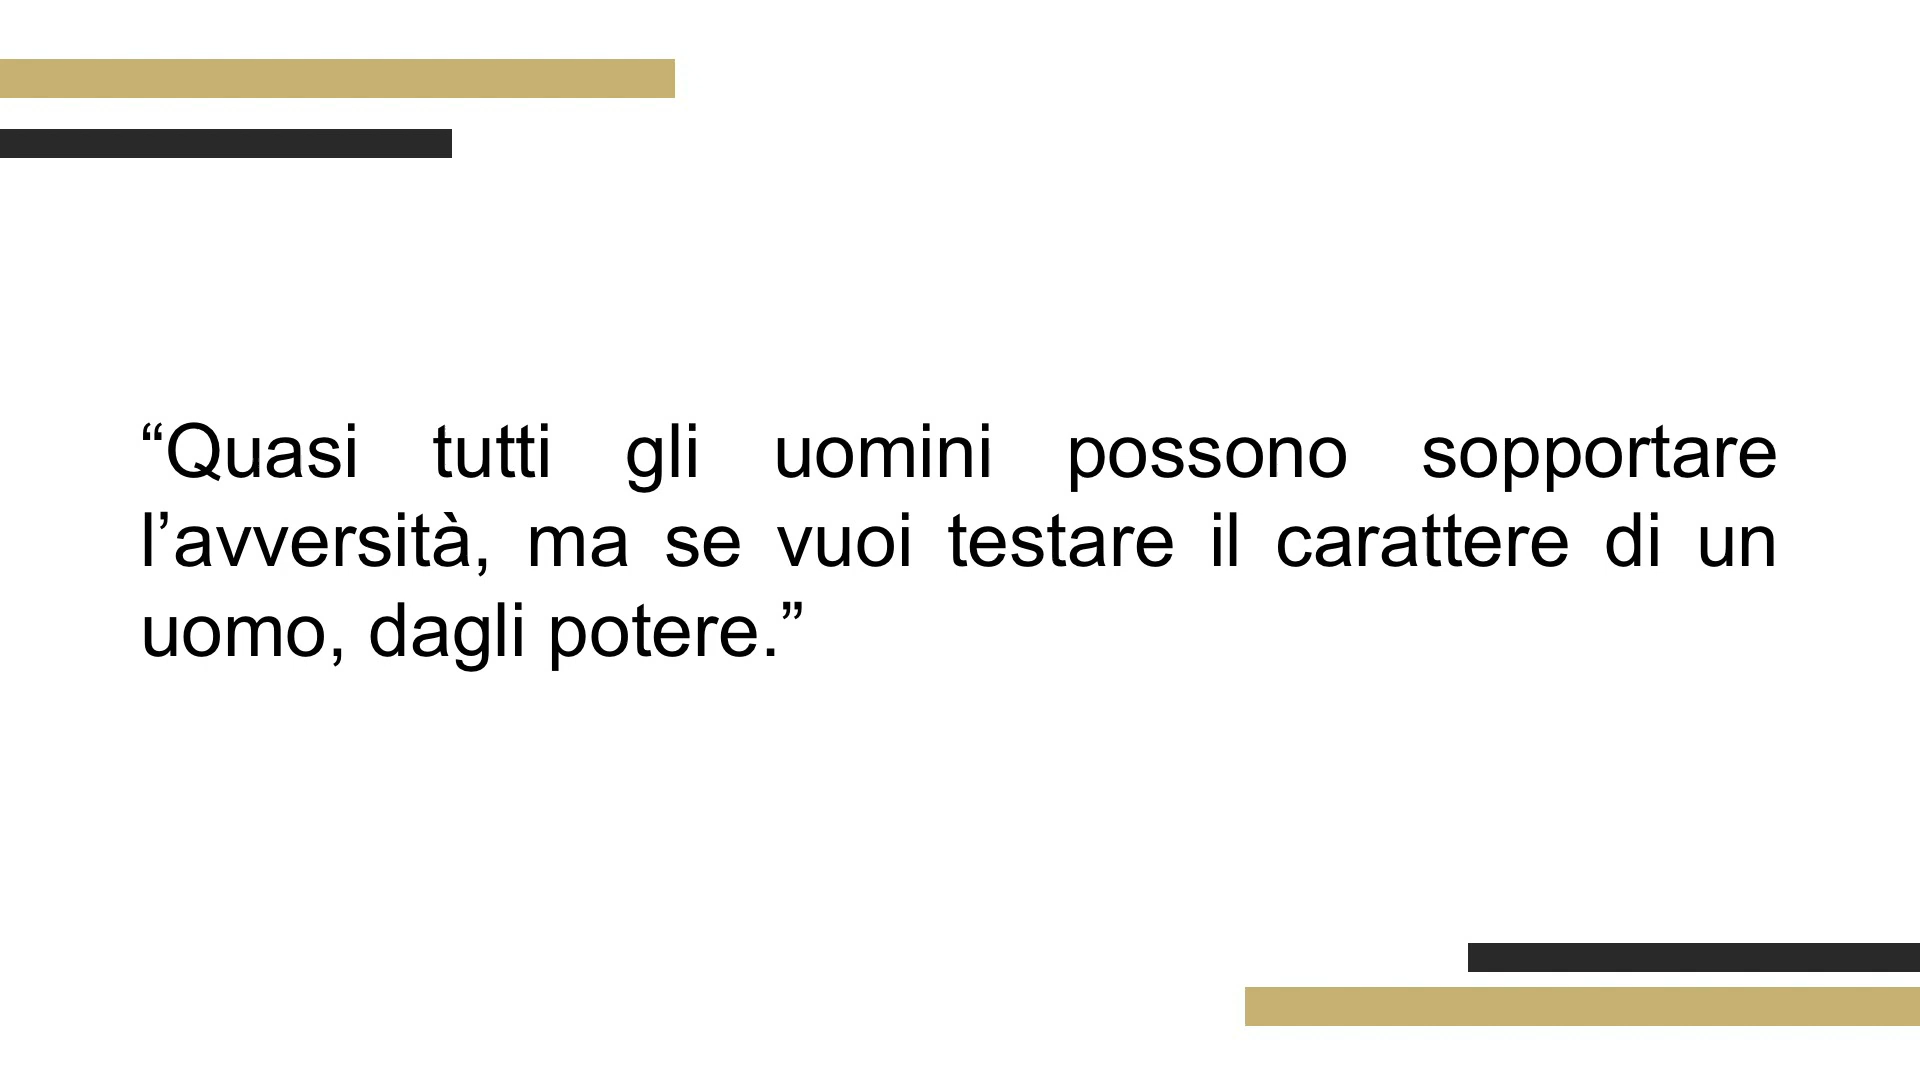 “Quasi tutti gli uomini possono sopportare
l’avversità, ma se vuoi testare il carattere di un
uomo, dagli potere.”